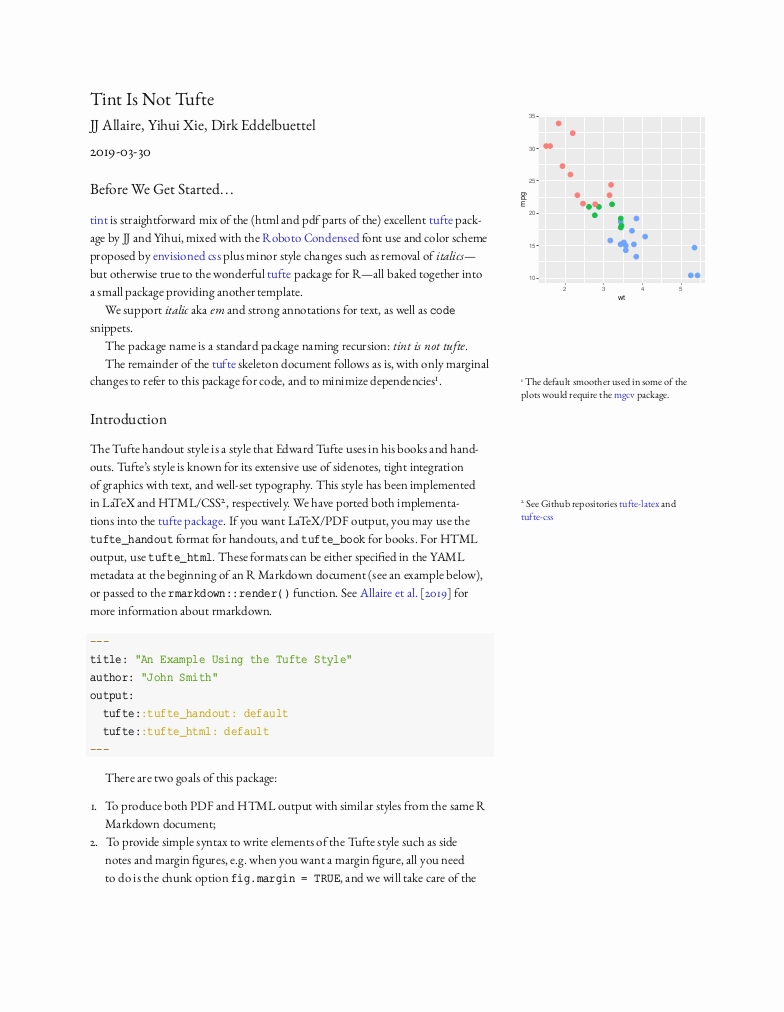 Tint Is Not Tufte
JJ Allaire, Yihui Xie, Dirk Eddelbuettel
2019-03-30
Before We Get Started…
tint is straightforward mix of the (html and pdf parts of the) excellent tufte pack-
age by JJ and Yihui, mixed with the Roboto Condensed font use and color scheme
proposed by envisioned css plus minor style changes such as removal of italics—
but otherwise true to the wonderful tufte package for R—all baked together into
a small package providing another template.
We support italic aka em and strong annotations for text, as well as code
snippets.
The package name is a standard package naming recursion: tint is not tufte.
The remainder of the tufte skeleton document follows as is, with only marginal
changes to refer to this package for code, and to minimize dependencies¹.
Introduction
The Tufte handout style is a style that Edward Tufte uses in his books and hand-
outs. Tufte’s style is known for its extensive use of sidenotes, tight integration
of graphics with text, and well-set typography. This style has been implemented
in LaTeX and HTML/CSS², respectively. We have ported both implementa-
tions into the tufte package. If you want LaTeX/PDF output, you may use the
tufte_handout format for handouts, and tufte_book for books. For HTML
output, use tufte_html. These formats can be either specified in the YAML
metadata at the beginning of an R Markdown document (see an example below),
or passed to the rmarkdown::render() function. See Allaire et al. [2019] for
more information about rmarkdown.
---
title: "An Example Using the Tufte Style"
author: "John Smith"
output:
  tufte::tufte_handout: default
  tufte::tufte_html: default
---
There are two goals of this package:
1. To produce both PDF and HTML output with similar styles from the same R
Markdown document;
2. To provide simple syntax to write elements of the Tufte style such as side
notes and margin figures, e.g. when you want a margin figure, all you need
to do is the chunk option fig.margin = TRUE, and we will take care of the
35
30
25
20
15
10
mpg
2 3 4 5
wt
¹ The default smoother used in some of the
plots would require the mgcv package.
² See Github repositories tufte-latex and
tufte-css